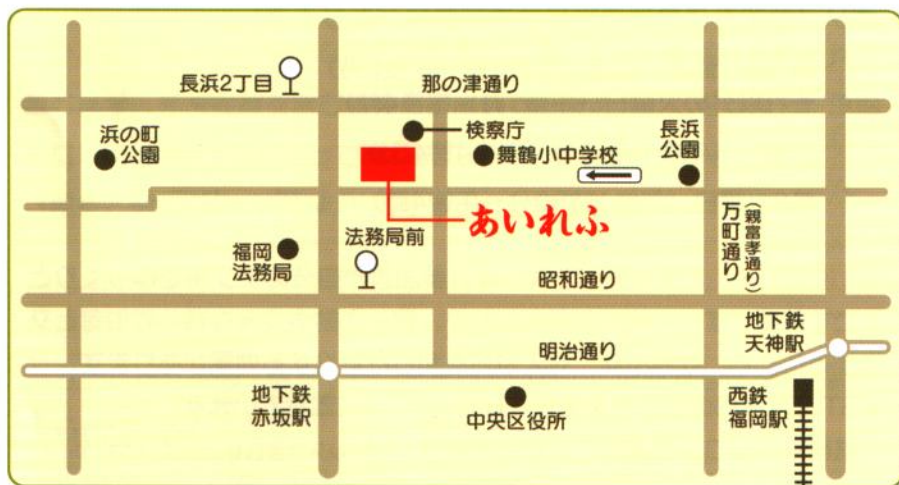 長浜2丁目
那の津通り
浜の町
公園
検察庁
舞鶴小中学校
長浜
公園
あいれふ
法務局前
福岡
法務局
万町通り
(親富孝通り)
昭和通り
地下鉄
天神駅
明治通り
地下鉄
赤坂駅
中央区役所
西鉄
福岡駅